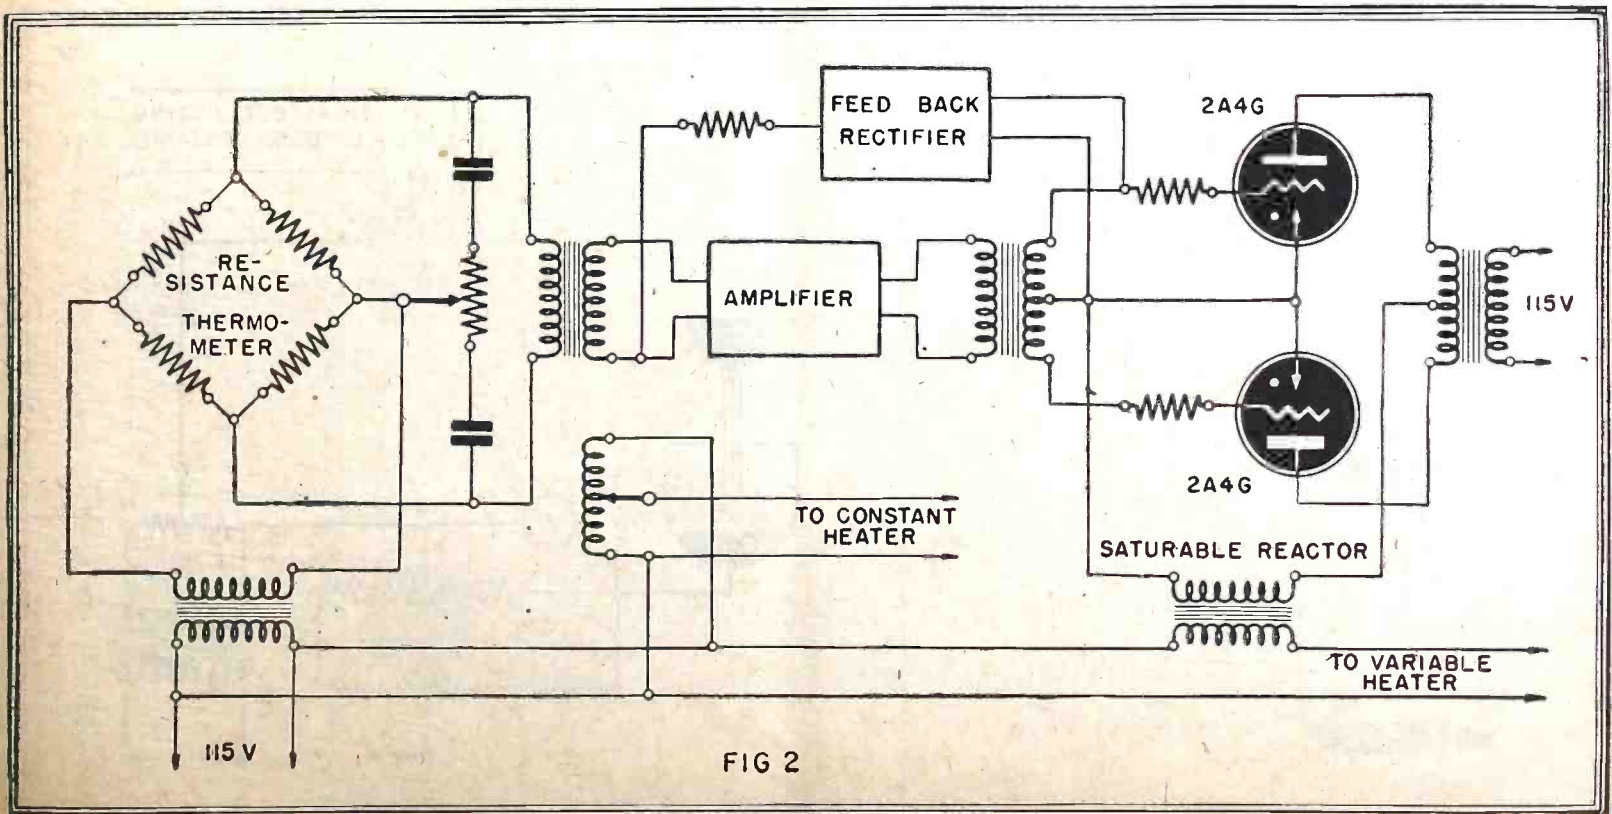 FEED BACK
RECTIFIER
2A4G
RE-
SISTANCE
THERMO-
METER
AMPLIFIER
115V
2A4G
TO CONSTANT
HEATER
SATURABLE REACTOR
TO VARIABLE
HEATER
115 V
FIG 2